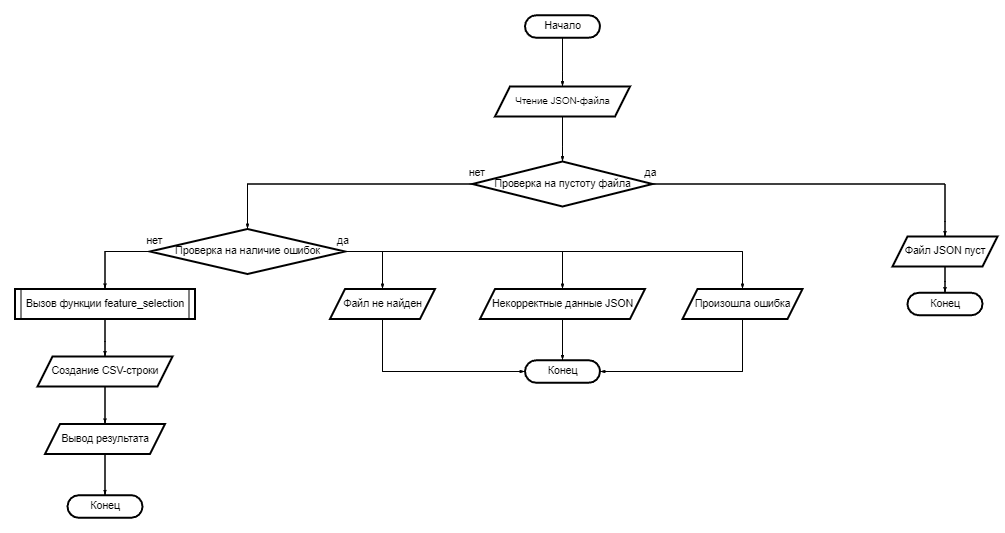 Начало
Чтение JSON-файла
нет
да
Проверка на пустоту файла
нет
да
Проверка на наличие ошибок
Файл JSON пуст
Вызов функции feature_selection
Файл не найден
Некорректные данные JSON
Произошла ошибка
Конец
Создание CSV-строки
Конец
Вывод результата
Конец